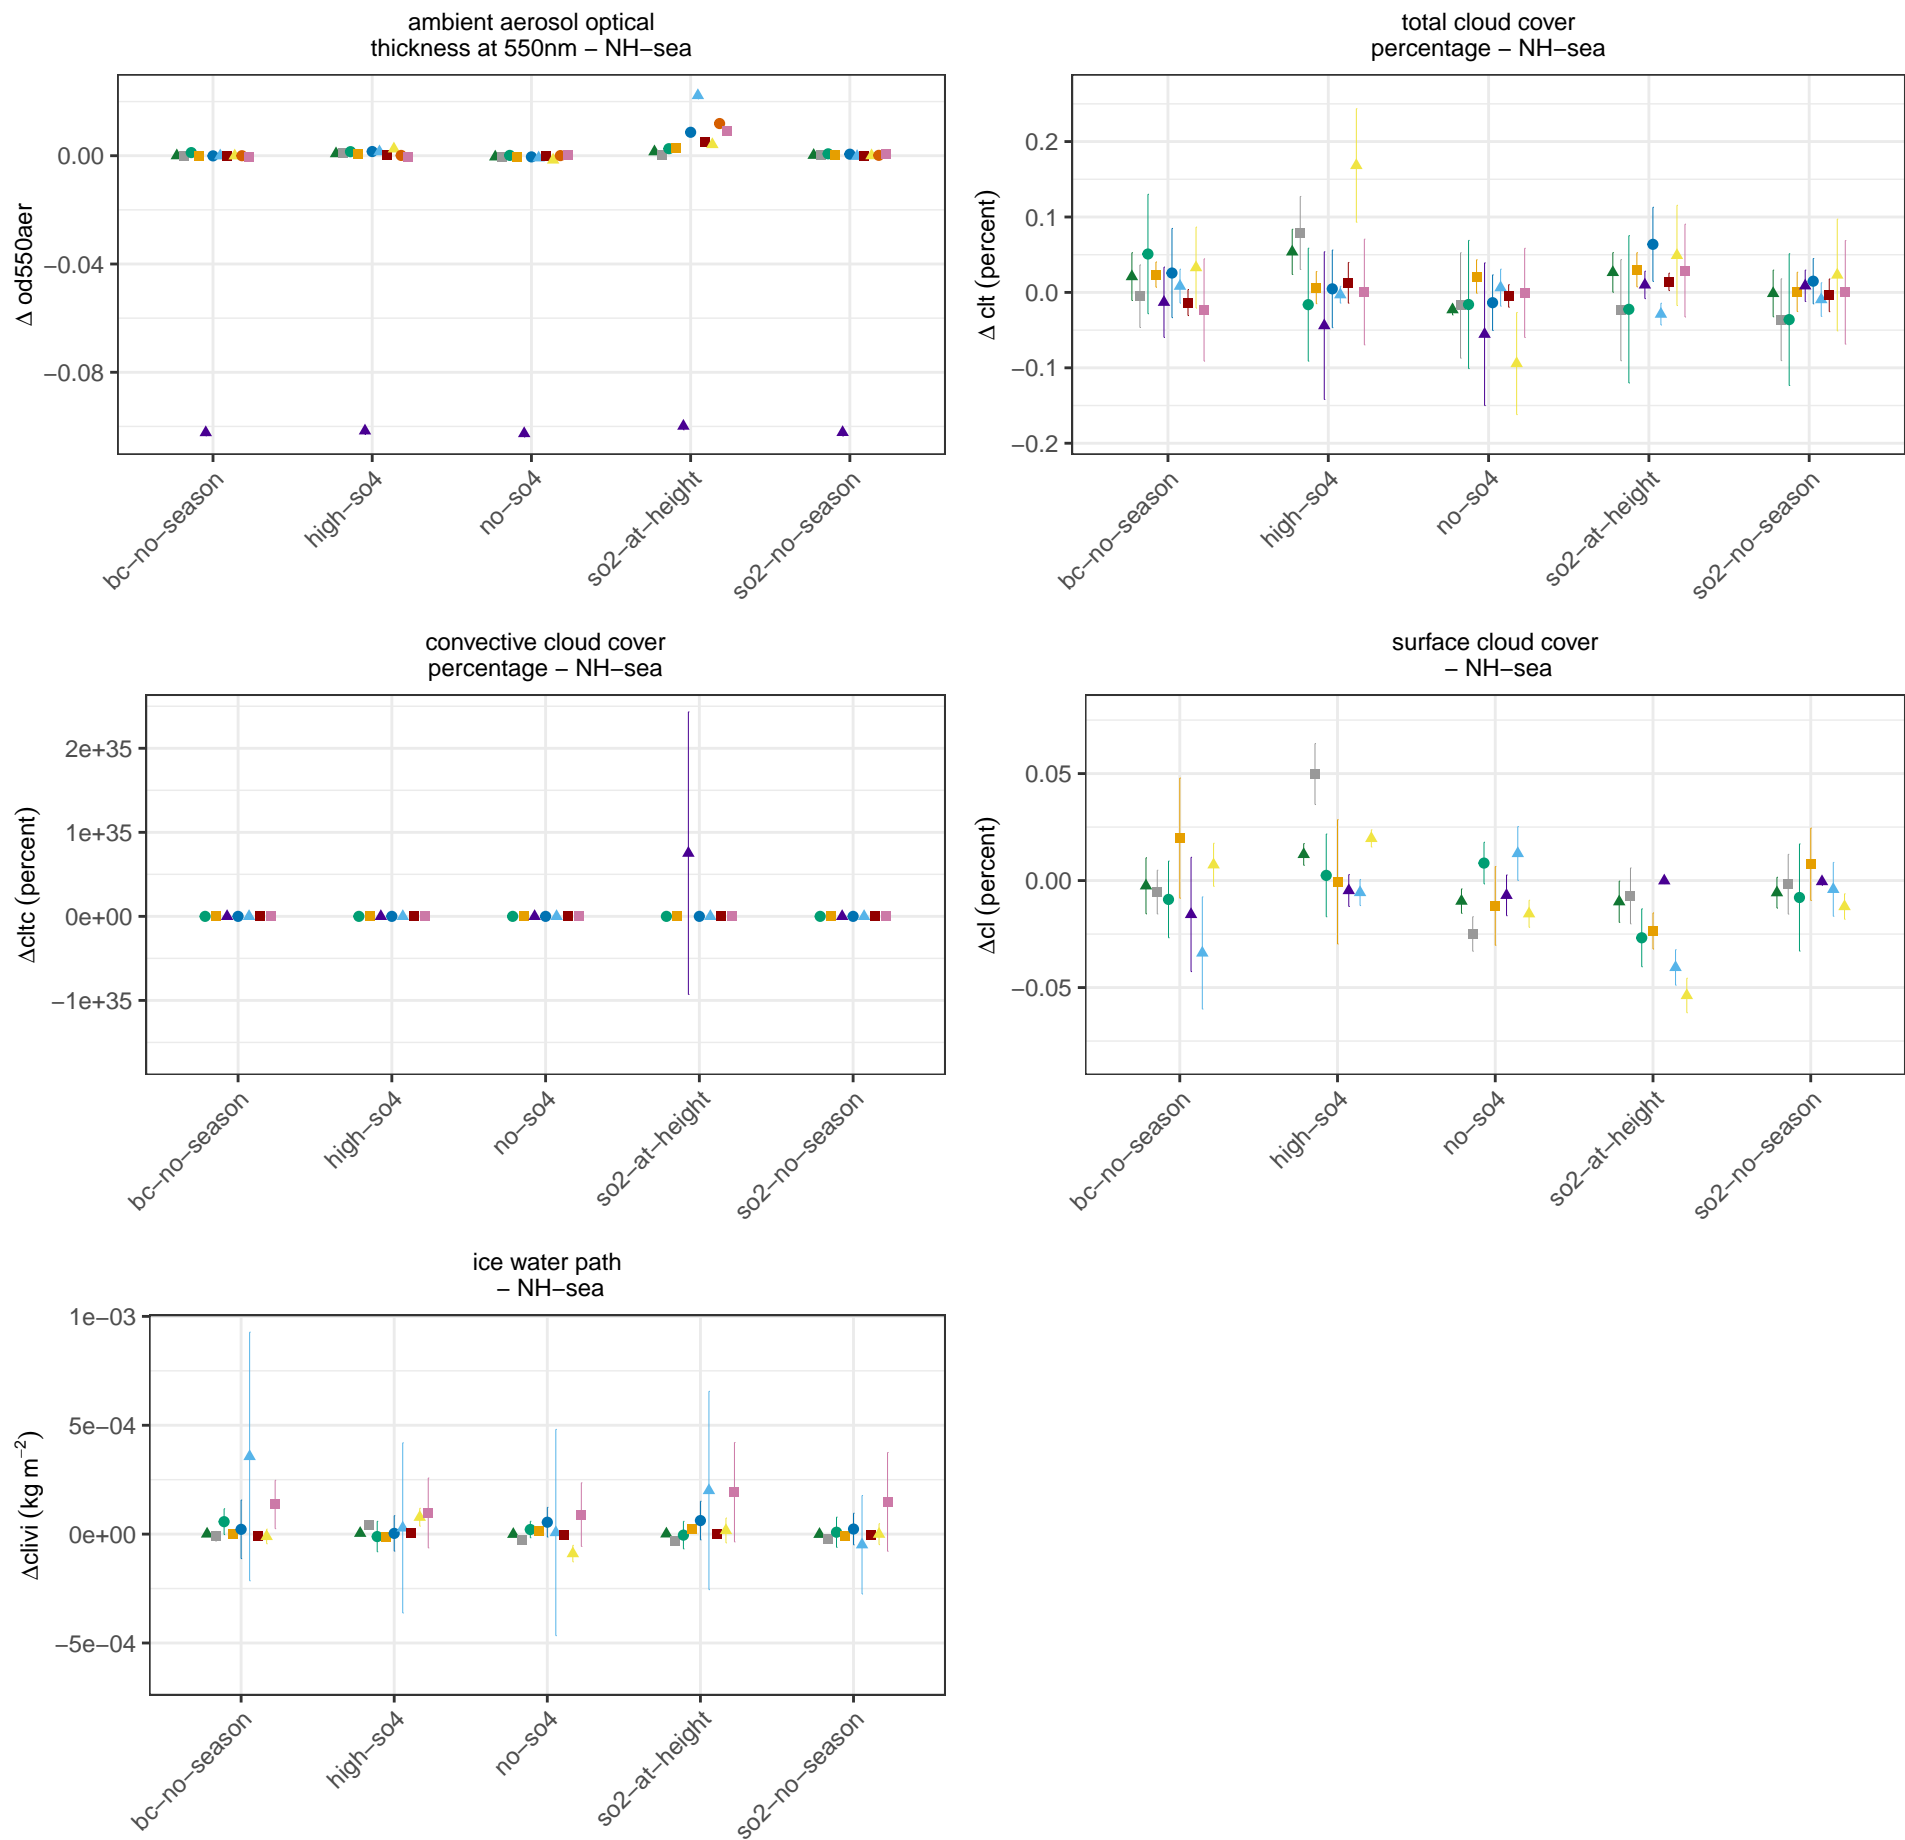 ambient aerosol optical
thickness at 550nm − NH−sea
Δ od550aer
0.00
−0.04
−0.08
bc−no−season
high−so4
no−so4
so2−at−height
so2−no−season
total cloud cover
percentage − NH−sea
Δ clt (percent)
0.2
0.1
0.0
−0.1
−0.2
bc−no−season
high−so4
no−so4
so2−at−height
so2−no−season
convective cloud cover
percentage − NH−sea
Δcltc (percent)
2e+35
1e+35
0e+00
−1e+35
bc−no−season
high−so4
no−so4
so2−at−height
so2−no−season
surface cloud cover
− NH−sea
Δcl (percent)
0.05
0.00
−0.05
bc−no−season
high−so4
no−so4
so2−at−height
so2−no−season
ice water path
− NH−sea
Δclivi (kg m⁻²)
1e−03
5e−04
0e+00
−5e−04
bc−no−season
high−so4
no−so4
so2−at−height
so2−no−season